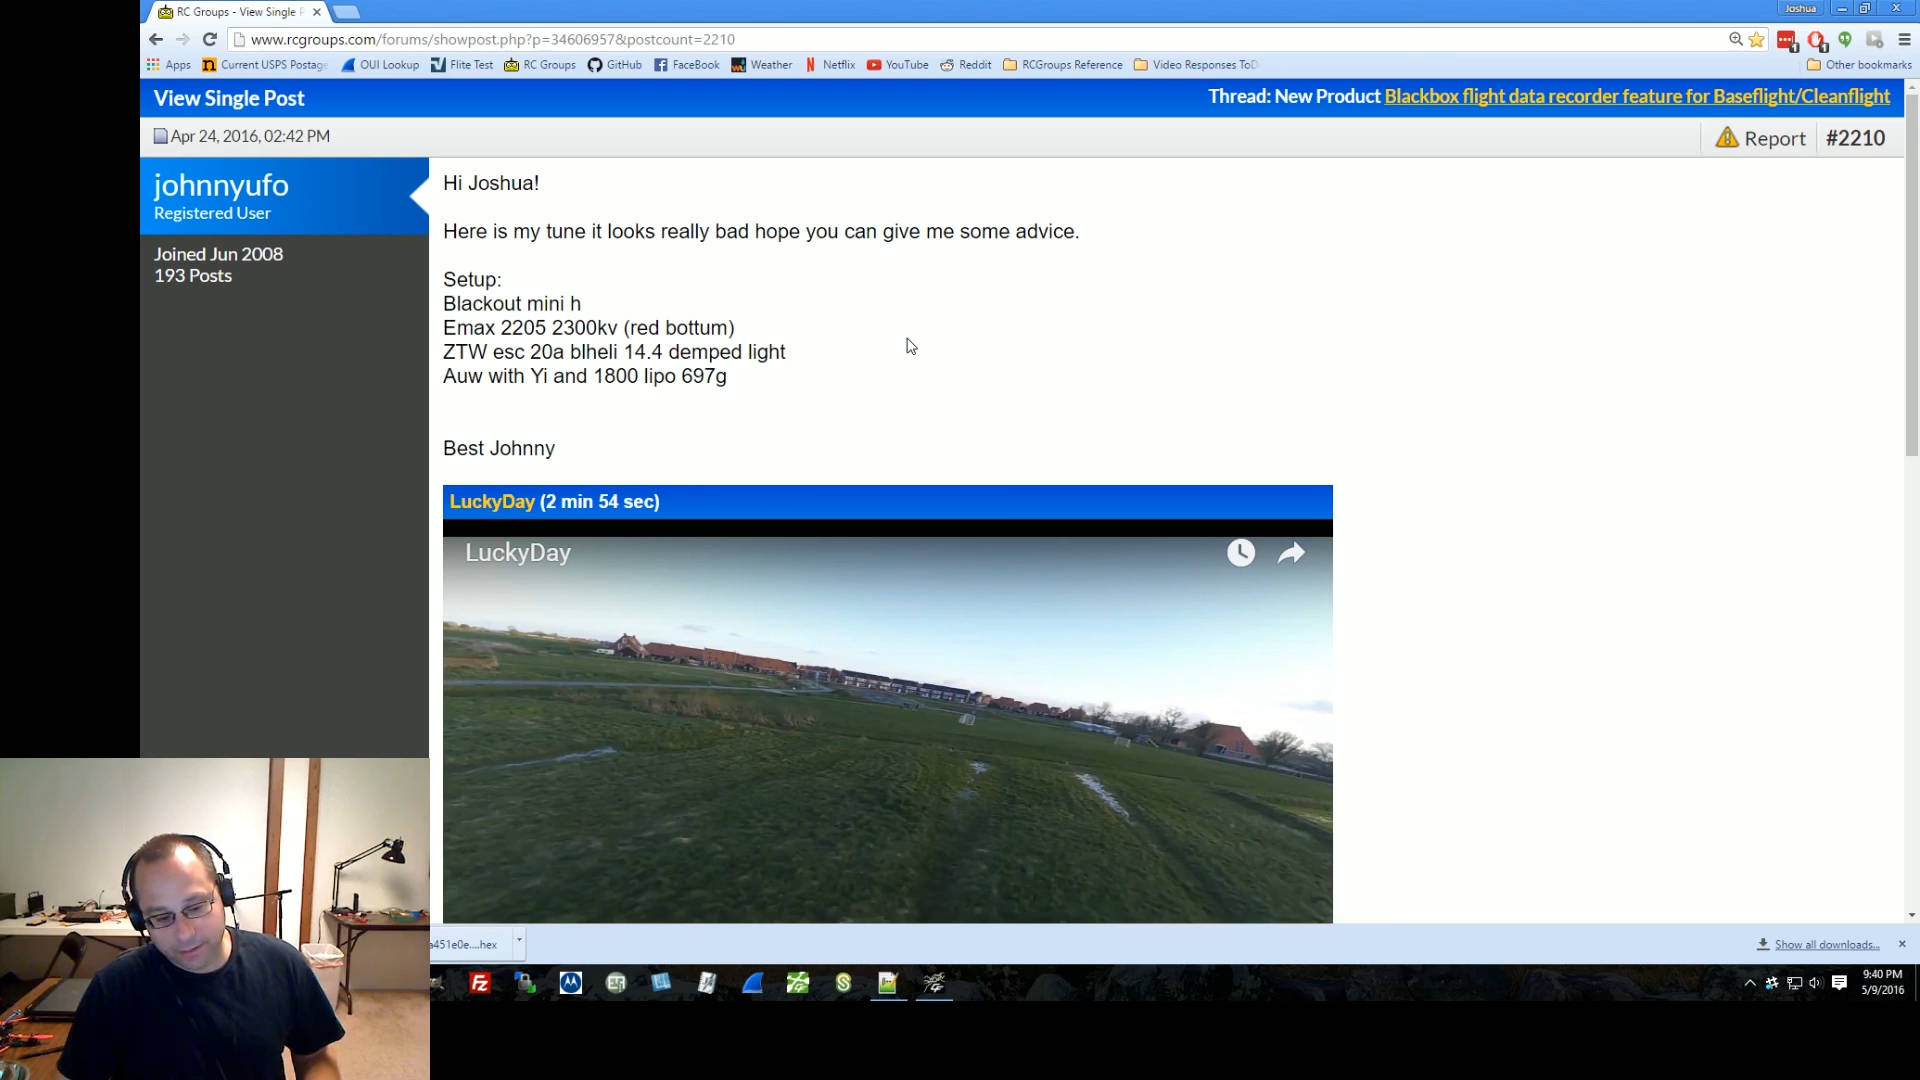 RC Groups - View Single P
Joshua
www.rcgroups.com/forums/showpost.php?p=34606957&postcount=2210
Apps
Current USPS Postage
OUI Lookup
Flite Test
RC Groups
GitHub
FaceBook
Weather
Netflix
YouTube
Reddit
RCGroups Reference
Video Responses ToD
Other bookmarks
View Single Post
Thread: New Product Blackbox flight data recorder feature for Baseflight/Cleanflight
Apr 24, 2016, 02:42 PM
Report
#2210
johnnyufo
Registered User
Joined Jun 2008
193 Posts
Hi Joshua!
Here is my tune it looks really bad hope you can give me some advice.
Setup:
Blackout mini h
Emax 2205 2300kv (red bottum)
ZTW esc 20a blheli 14.4 demped light
Auw with Yi and 1800 lipo 697g
Best Johnny
LuckyDay (2 min 54 sec)
LuckyDay
a451e0e....hex
Show all downloads...
9:40 PM
5/9/2016